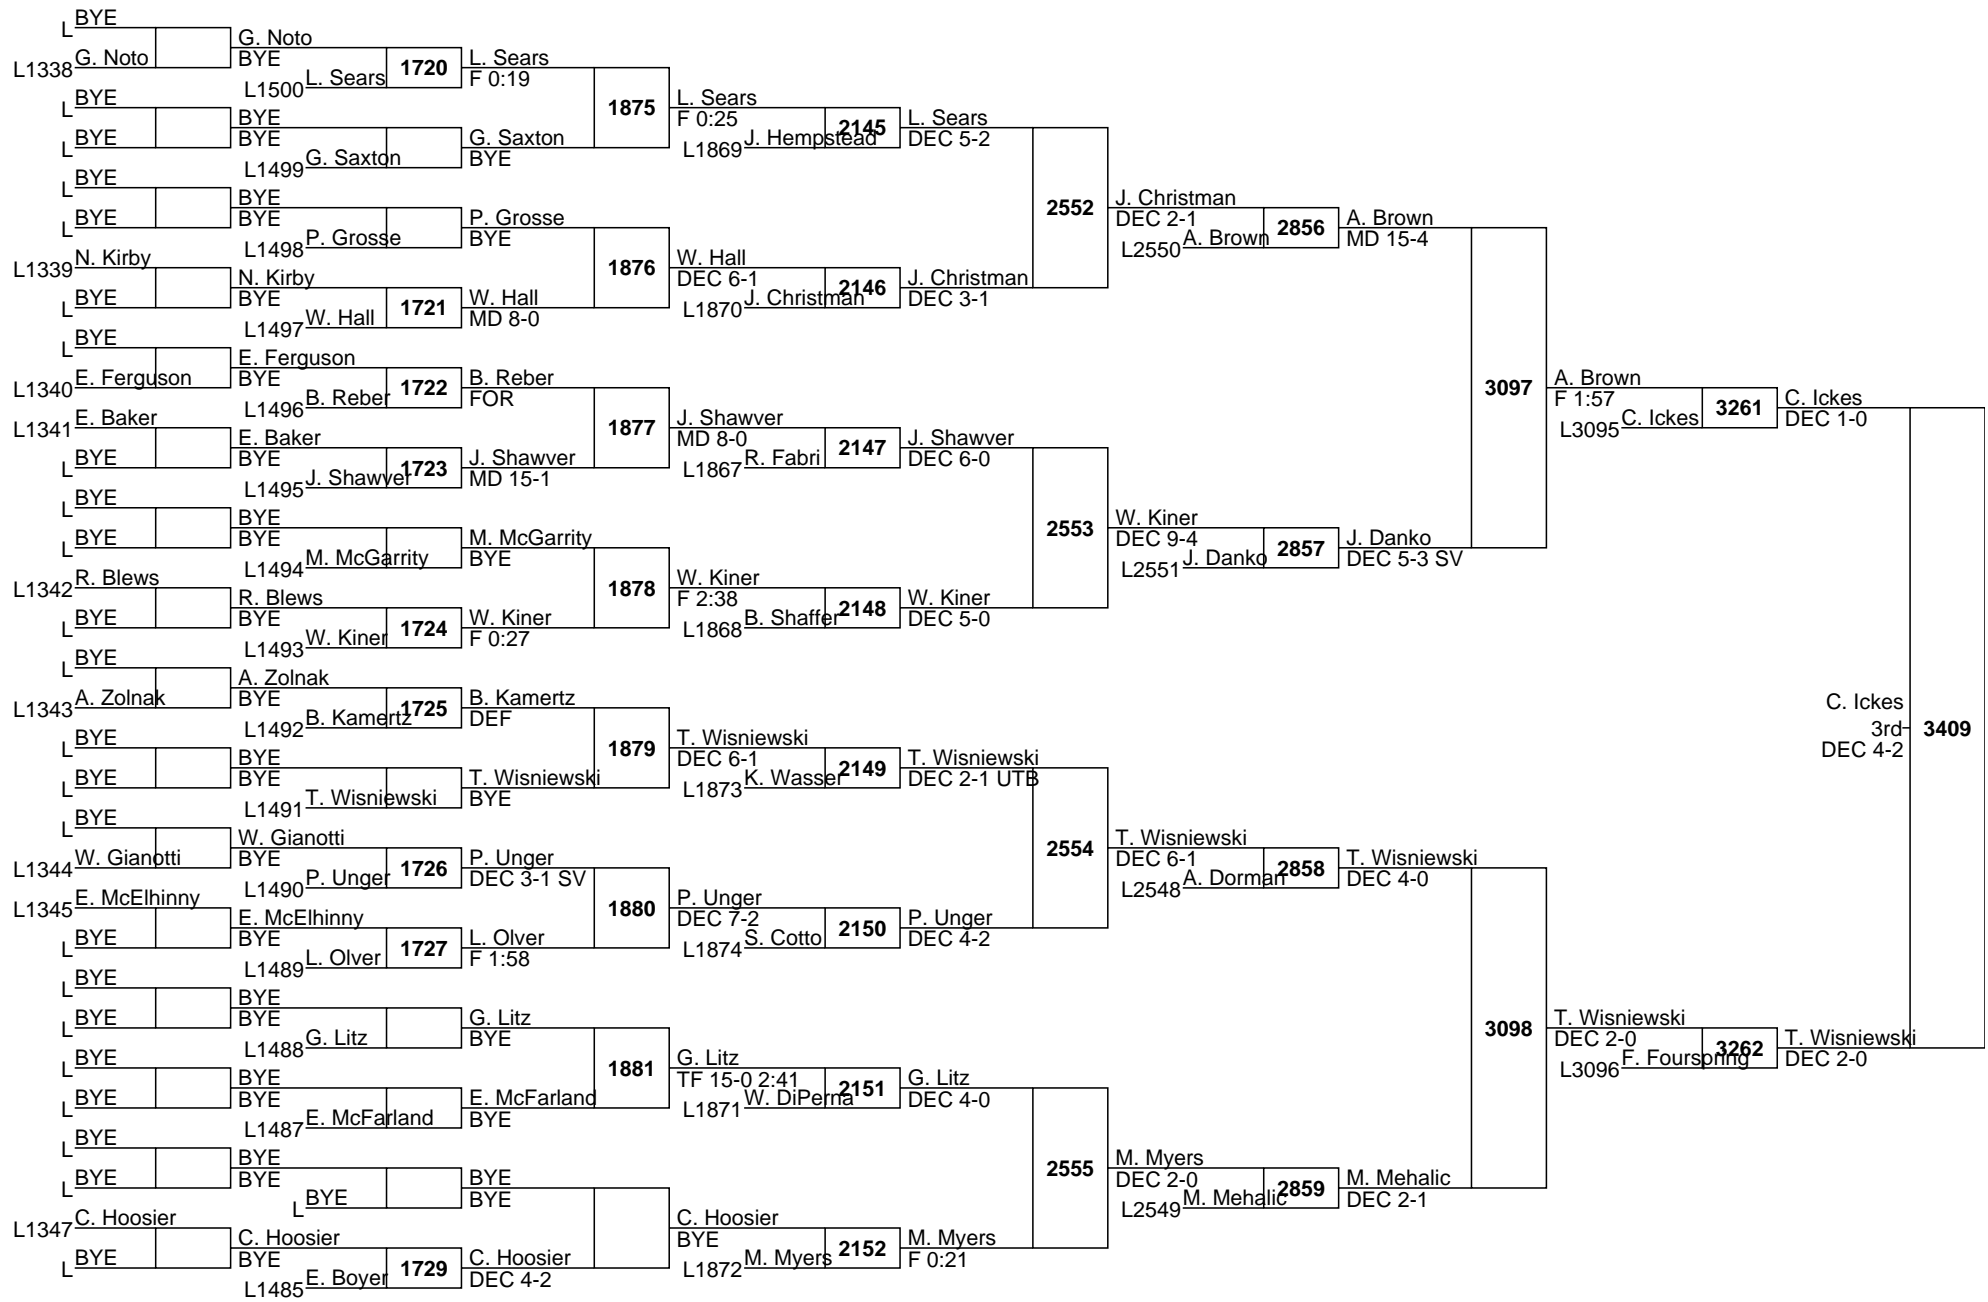 BYE
L
G. Noto
L1338 G. Noto
BYE
1720
L. Sears
L1500 L. Sears
F 0:19
BYE
L
1875
L. Sears
F 0:25
2145
L. Sears
BYE
BYE
L
BYE
G. Saxton
L1869 J. Hempstead
DEC 5-2
L1499 G. Saxton
BYE
BYE
L
BYE
2552
J. Christman
BYE
L
BYE
P. Grosse
DEC 2-1
2856
A. Brown
L1498 P. Grosse
BYE
L2550 A. Brown
MD 15-4
L1339 N. Kirby
1876
W. Hall
N. Kirby
DEC 6-1
2146
J. Christman
BYE
L
BYE
1721
W. Hall
L1870 J. Christman
DEC 3-1
L1497 W. Hall
MD 8-0
BYE
L
E. Ferguson
L1340 E. Ferguson
BYE
1722
B. Reber
3097
A. Brown
L1496 B. Reber
FOR
F 1:57
3261
C. Ickes
L1341 E. Baker
1877
J. Shawver
L3095 C. Ickes
DEC 1-0
E. Baker
MD 8-0
2147
J. Shawver
BYE
L
BYE
1723
J. Shawver
L1867 R. Fabri
DEC 6-0
L1495 J. Shawver
MD 15-1
BYE
L
BYE
2553
W. Kiner
BYE
L
BYE
M. McGarrity
DEC 9-4
2857
J. Danko
L1494 M. McGarrity
BYE
L2551 J. Danko
DEC 5-3 SV
L1342 R. Blews
1878
W. Kiner
R. Blews
F 2:38
2148
W. Kiner
BYE
L
BYE
1724
W. Kiner
L1868 B. Shaffer
DEC 5-0
L1493 W. Kiner
F 0:27
BYE
L
A. Zolnak
L1343 A. Zolnak
BYE
1725
B. Kamertz
C. Ickes
L1492 B. Kamertz
DEF
3rd
3409
BYE
L
1879
T. Wisniewski
DEC 4-2
BYE
DEC 6-1
2149
T. Wisniewski
BYE
L
BYE
T. Wisniewski
L1873 K. Wasser
DEC 2-1 UTB
L1491 T. Wisniewski
BYE
BYE
L
W. Gianotti
2554
T. Wisniewski
L1344 W. Gianotti
BYE
1726
P. Unger
DEC 6-1
2858
T. Wisniewski
L1490 P. Unger
DEC 3-1 SV
L2548 A. Dorman
DEC 4-0
L1345 E. McElhinny
1880
P. Unger
E. McElhinny
DEC 7-2
2150
P. Unger
BYE
L
BYE
1727
L. Olver
L1874 S. Cotto
DEC 4-2
L1489 L. Olver
F 1:58
BYE
L
BYE
BYE
L
BYE
G. Litz
3098
T. Wisniewski
L1488 G. Litz
BYE
DEC 2-0
3262
T. Wisniewski
BYE
L
1881
G. Litz
L3096 F. Fourspring
DEC 2-0
BYE
TF 15-0 2:41
2151
G. Litz
BYE
L
BYE
E. McFarland
L1871 W. DiPerna
DEC 4-0
L1487 E. McFarland
BYE
BYE
L
BYE
2555
M. Myers
BYE
L
BYE
BYE
DEC 2-0
2859
M. Mehalic
L BYE
BYE
L2549 M. Mehalic
DEC 2-1
L1347 C. Hoosier
C. Hoosier
C. Hoosier
BYE
2152
M. Myers
BYE
L
BYE
1729
C. Hoosier
L1872 M. Myers
F 0:21
L1485 E. Boyer
DEC 4-2